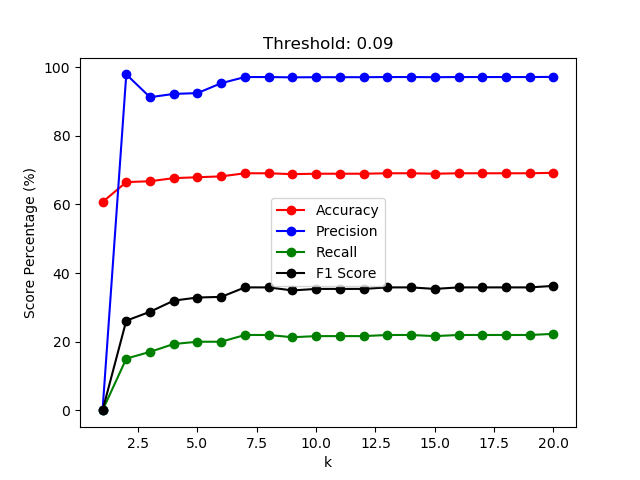 Threshold: 0.09
100
80
60
40
20
0
Score Percentage (%)
Accuracy
Precision
Recall
F1 Score
2.5 5.0 7.5 10.0 12.5 15.0 17.5 20.0
k